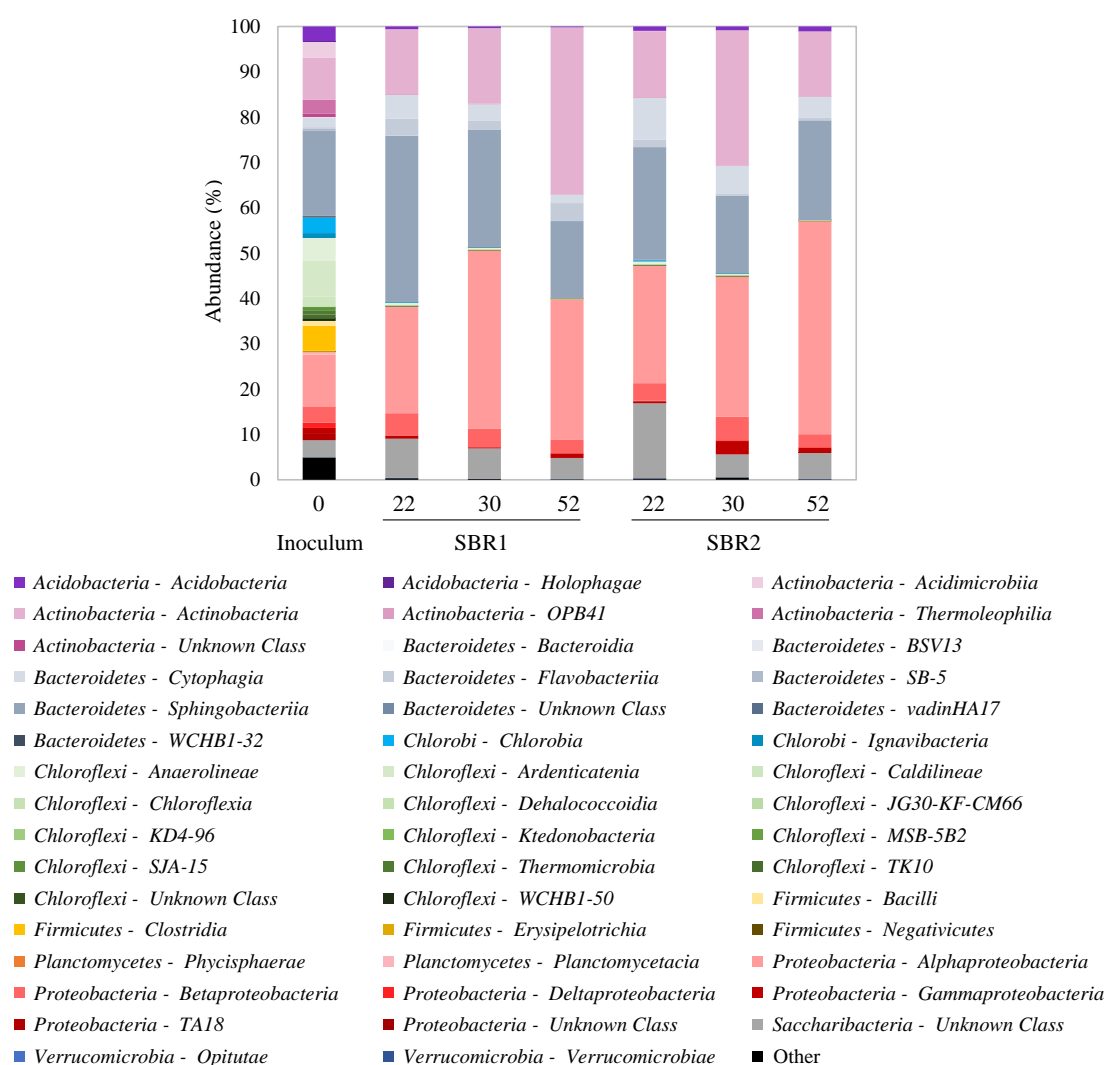 100
90
80
70
60
50
40
30
20
10
0
Abundance (%)
0 22 30 52 22 30 52
Inoculum SBR1 SBR2
Acidobacteria - Acidobacteria Acidobacteria - Holophagae Actinobacteria - Acidimicrobiia
Actinobacteria - Actinobacteria Actinobacteria - OPB41 Actinobacteria - Thermoleophilia
Actinobacteria - Unknown Class Bacteroidetes - Bacteroidia Bacteroidetes - BSV13
Bacteroidetes - Cytophagia Bacteroidetes - Flavobacteriia Bacteroidetes - SB-5
Bacteroidetes - Sphingobacteriia Bacteroidetes - Unknown Class Bacteroidetes - vadinHA17
Bacteroidetes - WCHB1-32 Chlorobi - Chlorobia Chlorobi - Ignavibacteria
Chloroflexi - Anaerolineae Chloroflexi - Ardenticatenia Chloroflexi - Caldilineae
Chloroflexi - Chloroflexia Chloroflexi - Dehalococcoidia Chloroflexi - JG30-KF-CM66
Chloroflexi - KD4-96 Chloroflexi - Ktedonobacteria Chloroflexi - MSB-5B2
Chloroflexi - SJA-15 Chloroflexi - Thermomicrobia Chloroflexi - TK10
Chloroflexi - Unknown Class Chloroflexi - WCHB1-50 Firmicutes - Bacilli
Firmicutes - Clostridia Firmicutes - Erysipelotrichia Firmicutes - Negativicutes
Planctomycetes - Phycisphaerae Planctomycetes - Planctomycetacia Proteobacteria - Alphaproteobacteria
Proteobacteria - Betaproteobacteria Proteobacteria - Deltaproteobacteria Proteobacteria - Gammaproteobacteria
Proteobacteria - TA18 Proteobacteria - Unknown Class Saccharibacteria - Unknown Class
Verrucomicrobia - Opitutae Verrucomicrobia - Verrucomicrobiae Other